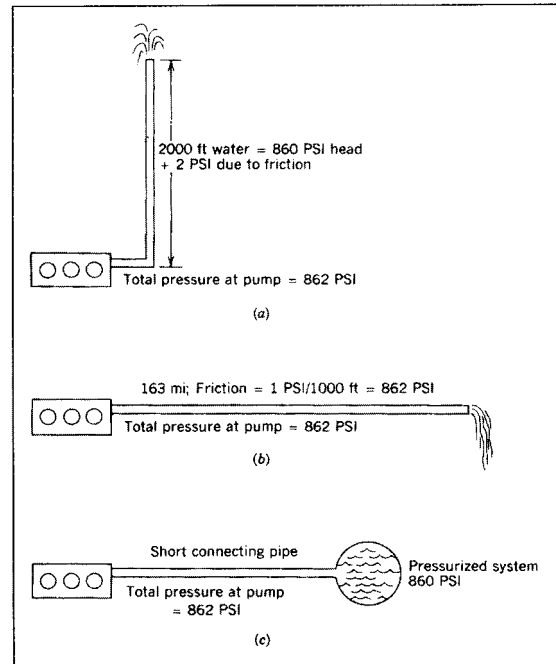 2000 ft water = 860 PSI head
+ 2 PSI due to friction
Total pressure at pump = 862 PSI
(a)
163 mi; Friction = 1 PSI/1000 ft = 862 PSI
Total pressure at pump = 862 PSI
(b)
Short connecting pipe
Pressurized system
860 PSI
Total pressure at pump
= 862 PSI
(c)